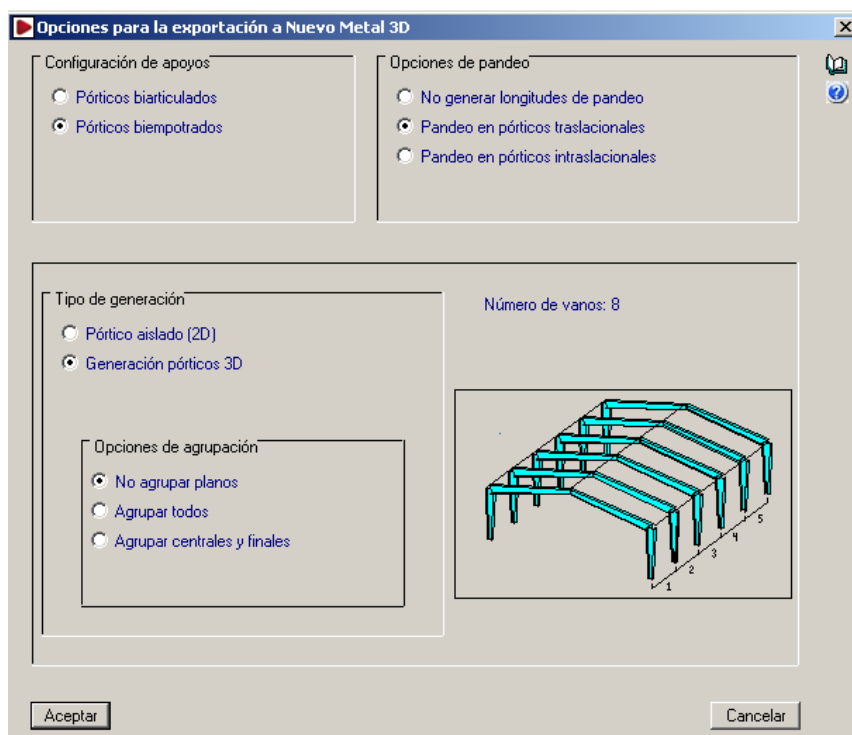 Opciones para la exportación a Nuevo Metal 3D
Configuración de apoyos
Pórticos biarticulados
Pórticos biempotrados
Opciones de pandeo
No generar longitudes de pandeo
Pandeo en pórticos traslacionales
Pandeo en pórticos intraslacionales
Tipo de generación
Pórtico aislado (2D)
Generación pórticos 3D
Opciones de agrupación
No agrupar planos
Agrupar todos
Agrupar centrales y finales
Número de vanos: 8
1
2
3
4
5
Aceptar
Cancelar